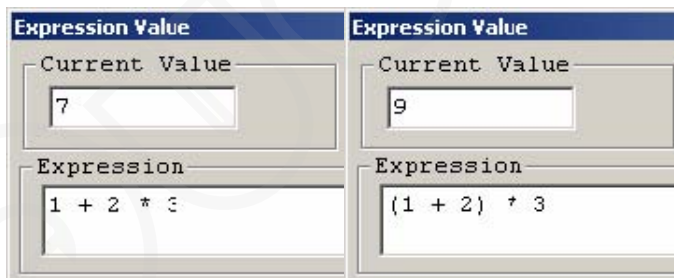 Expression Value
Current Value
7
Expression
1 + 2 * 3
Expression Value
Current Value
9
Expression
(1 + 2) * 3